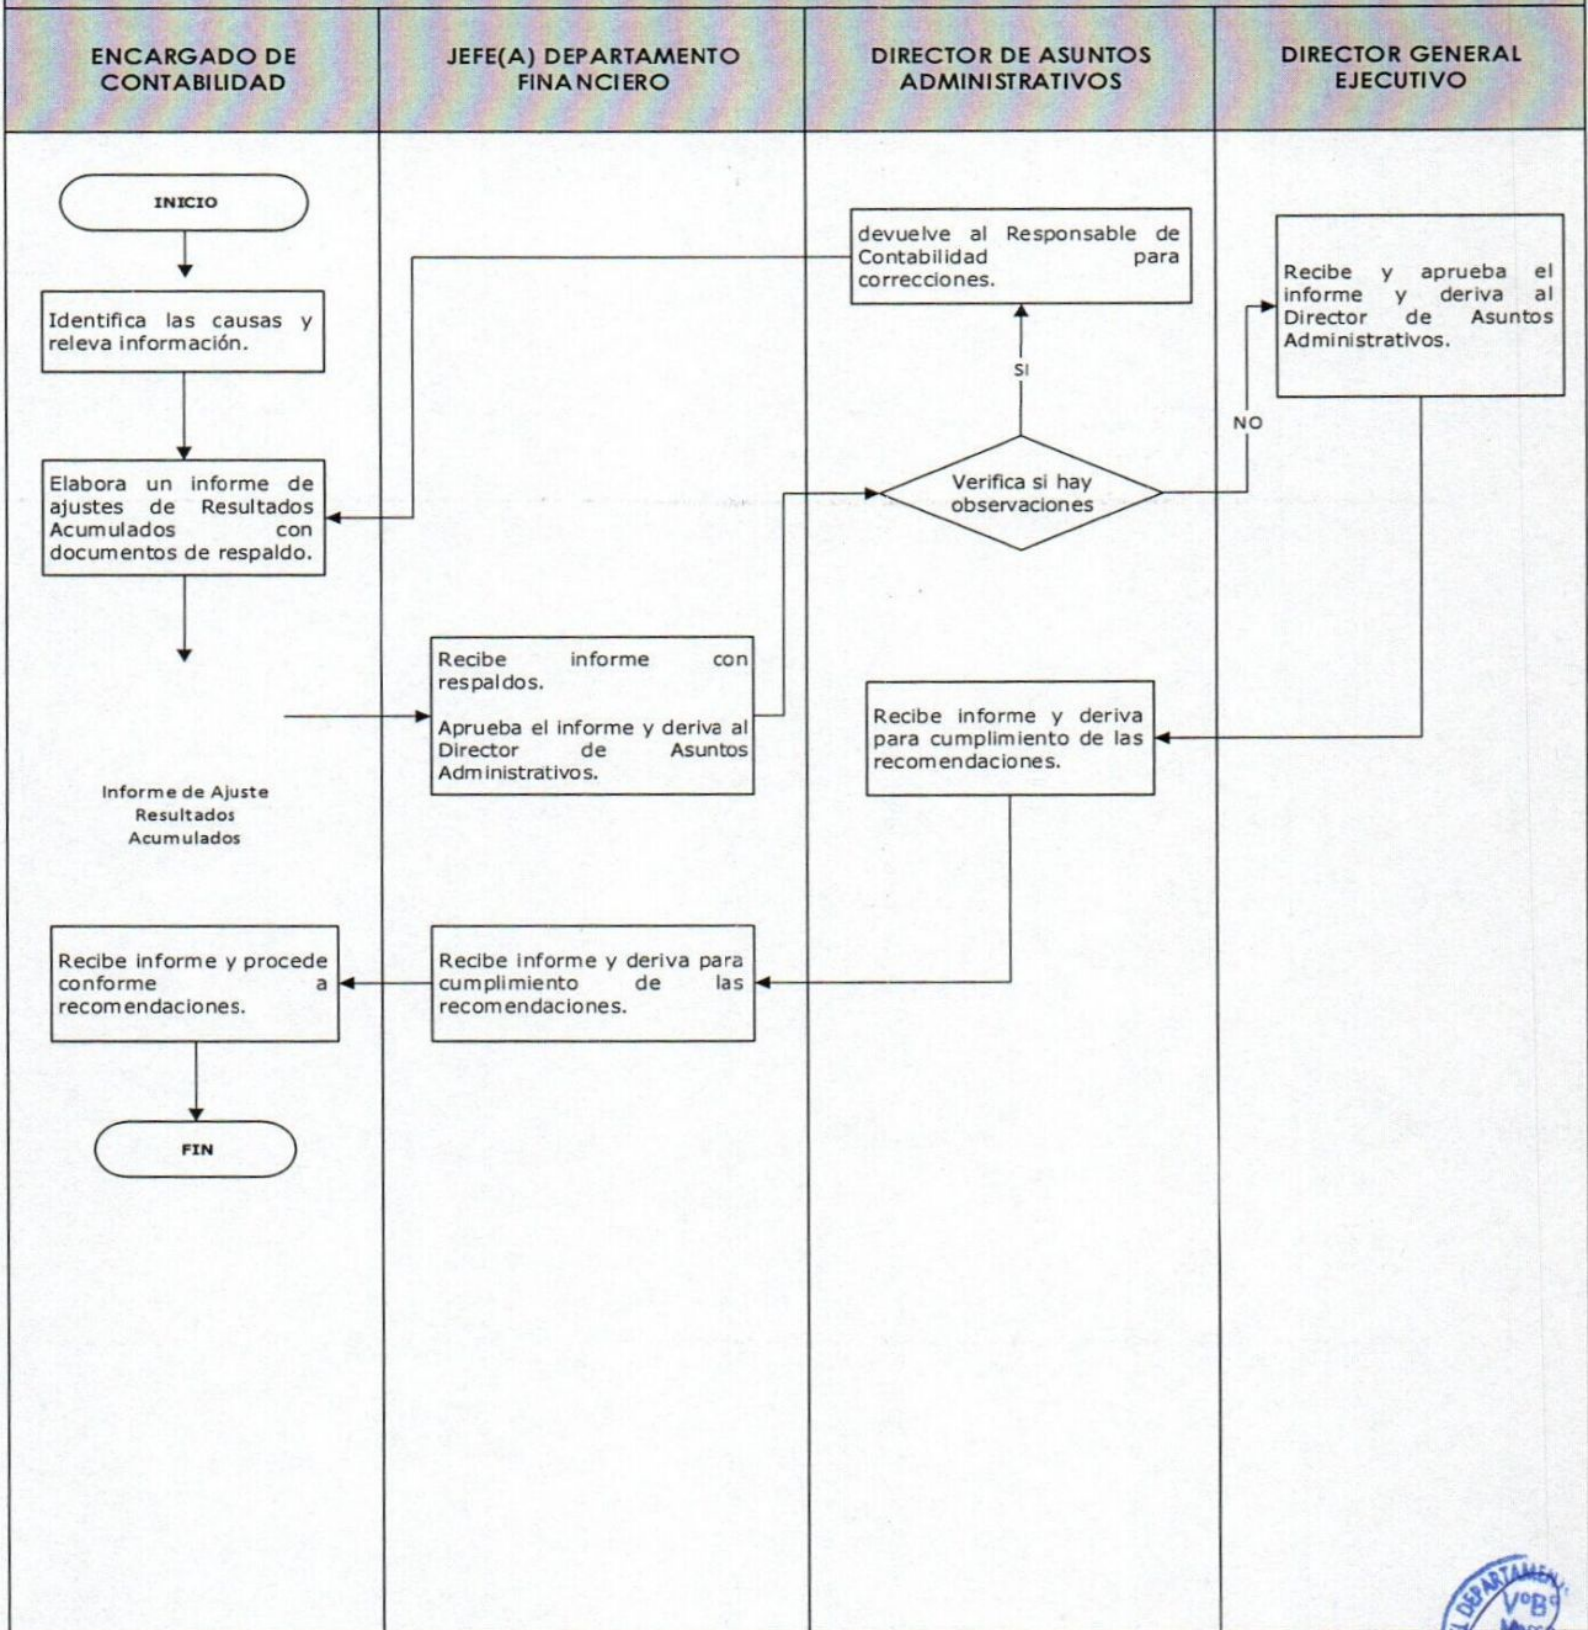 ENCARGADO DE
CONTABILIDAD
JEFE(A) DEPARTAMENTO
FINANCIERO
DIRECTOR DE ASUNTOS
ADMINISTRATIVOS
DIRECTOR GENERAL
EJECUTIVO
INICIO
devuelve al Responsable de
Contabilidad para
correcciones.
Recibe y aprueba el
informe y deriva al
Director de Asuntos
Administrativos.
Identifica las causas y
releva información.
SI
NO
Elabora un informe de
ajustes de Resultados
Acumulados con
documentos de respaldo.
Verifica si hay
observaciones
Recibe informe con
respaldos.
Aprueba el informe y deriva al
Director de Asuntos
Administrativos.
Recibe informe y deriva
para cumplimiento de las
recomendaciones.
Informe de Ajuste
Resultados
Acumulados
Recibe informe y procede
conforme a
recomendaciones.
Recibe informe y deriva para
cumplimiento de las
recomendaciones.
FIN
VºBº